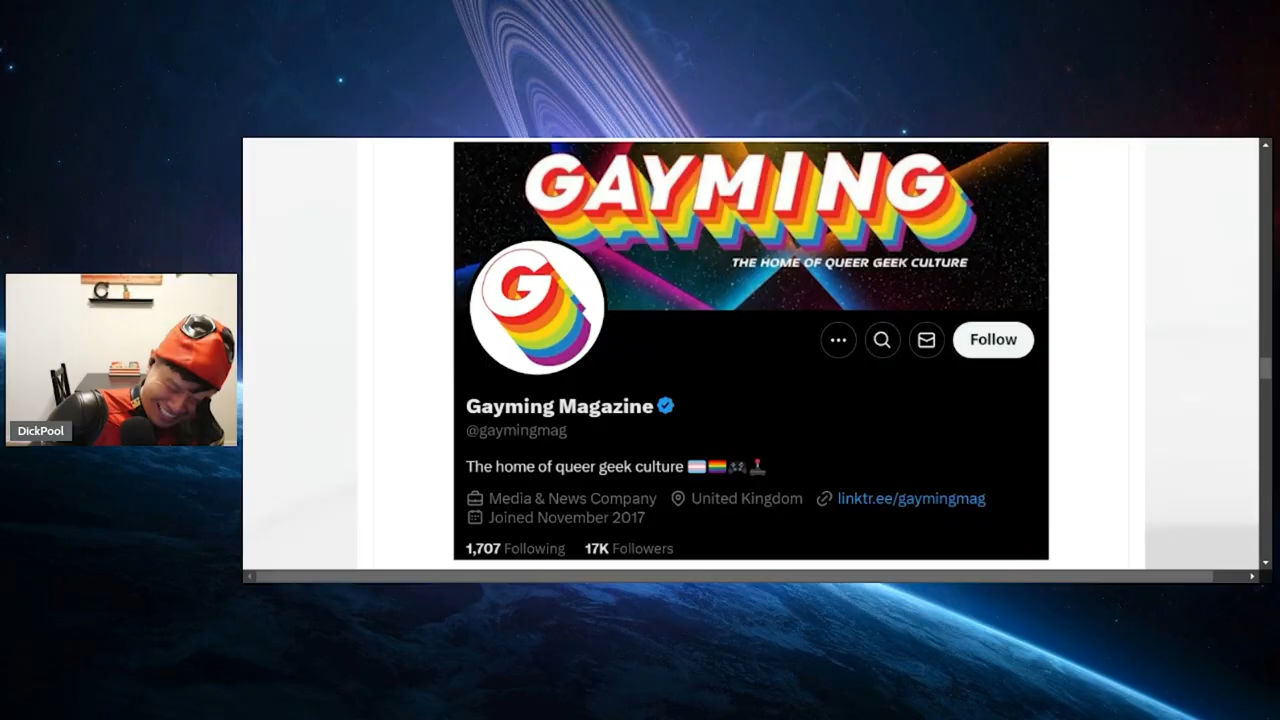 GAYMING
THE HOME OF QUEER GEEK CULTURE
G
Follow
Gayming Magazine
@gaymingmag
The home of queer geek culture
Media & News Company United Kingdom linktr.ee/gaymingmag
Joined November 2017
1,707 Following 17K Followers
DickPool